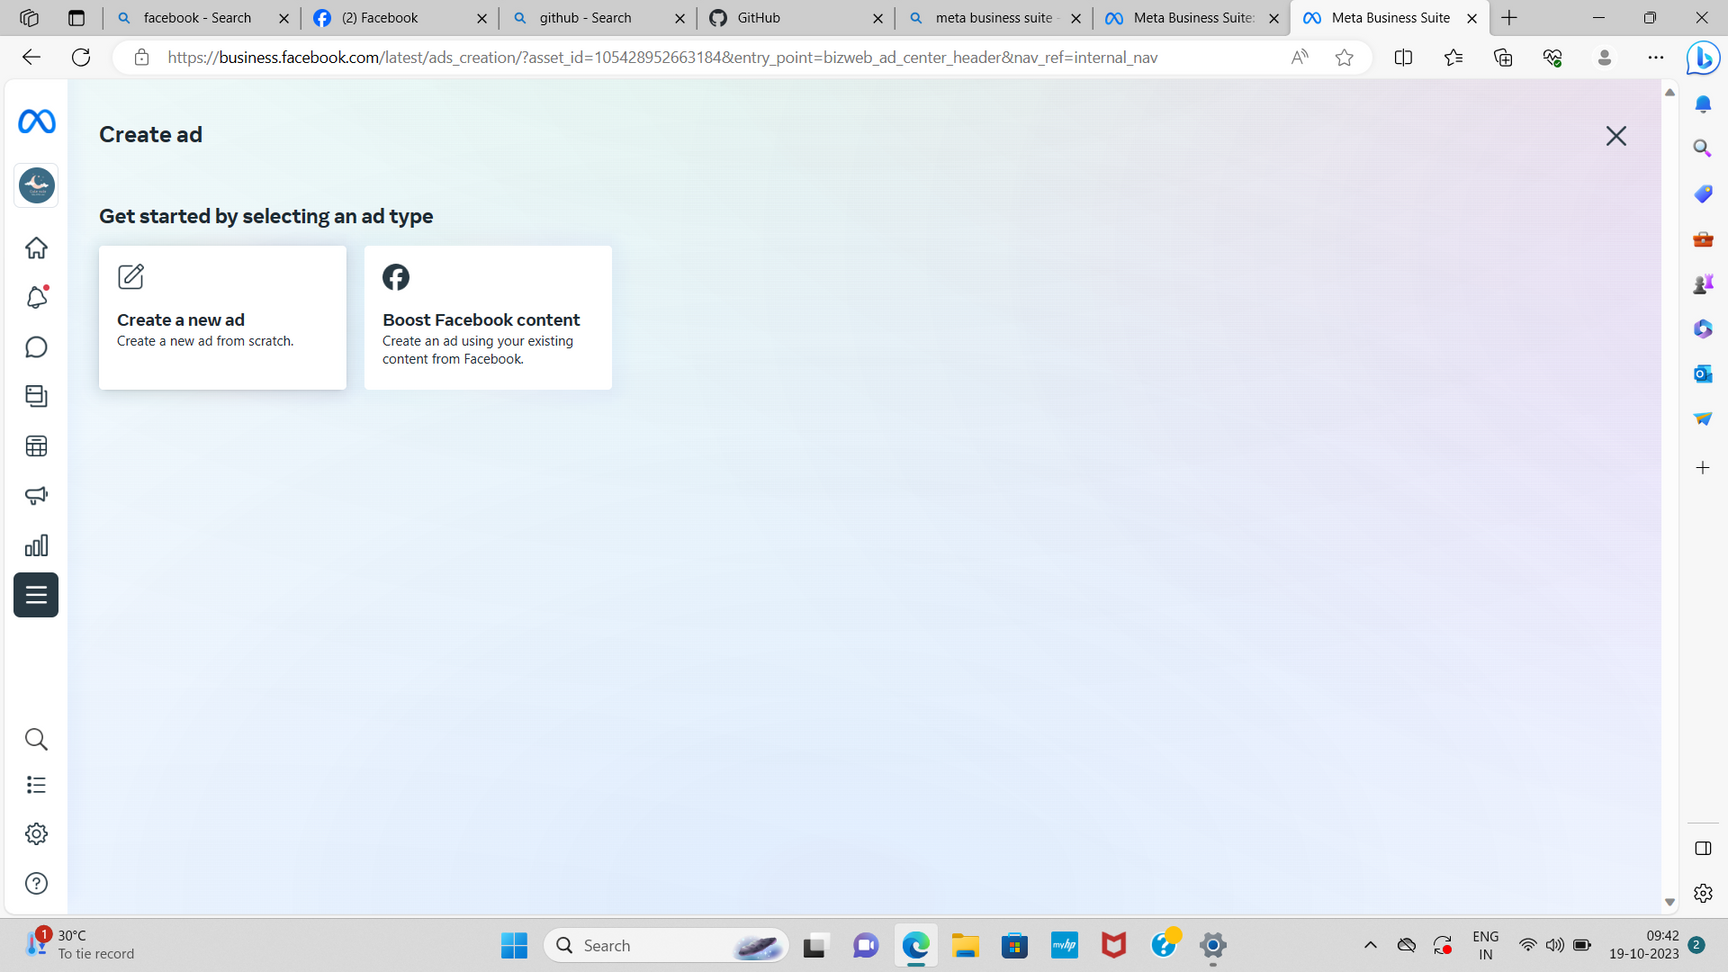 facebook - Search
(2) Facebook
github - Search
GitHub
meta business suite -
Meta Business Suite:
Meta Business Suite
https://business.facebook.com/latest/ads_creation/?asset_id=105428952663184&entry_point=bizweb_ad_center_header&nav_ref=internal_nav
Create ad
Get started by selecting an ad type
Create a new ad
Create a new ad from scratch.
Boost Facebook content
Create an ad using your existing
content from Facebook.
1
30°C
To tie record
Search
myhp
ENG
IN
09:42
19-10-2023
2